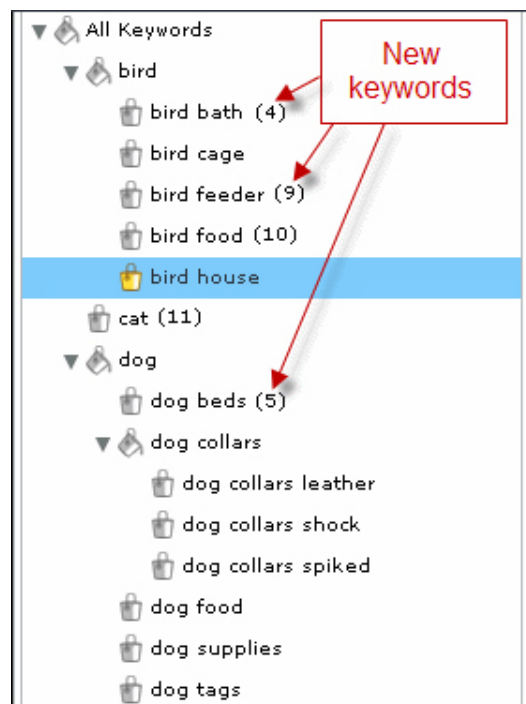 All Keywords
New
keywords
bird
bird bath (4)
bird cage
bird feeder (9)
bird food (10)
bird house
cat (11)
dog
dog beds (5)
dog collars
dog collars leather
dog collars shock
dog collars spiked
dog food
dog supplies
dog tags